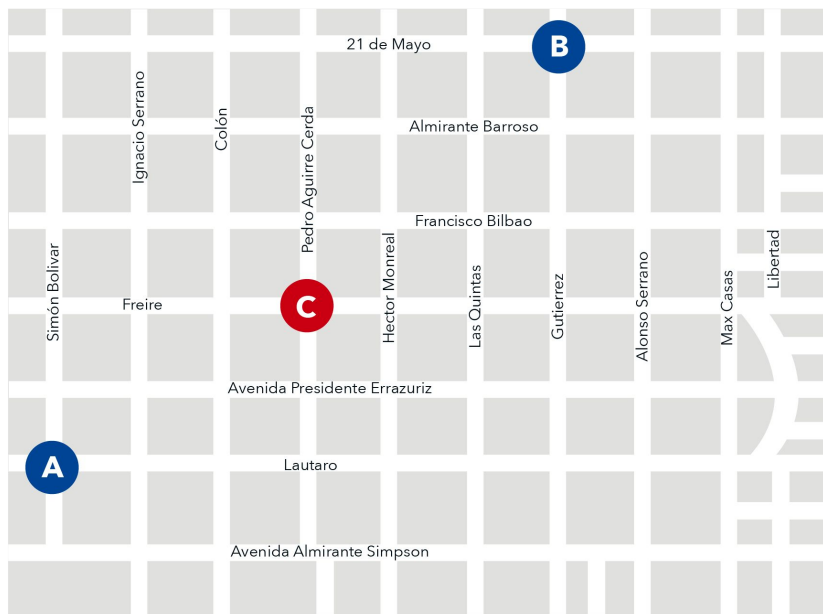 21 de Mayo
B
Ignacio Serrano
Colón
Pedro Aguirre Cerda
Almirante Barroso
Francisco Bilbao
Simón Bolivar
Freire
C
Hector Monreal
Las Quintas
Gutierrez
Alonso Serrano
Max Casas
Libertad
Avenida Presidente Errazuriz
A
Lautaro
Avenida Almirante Simpson